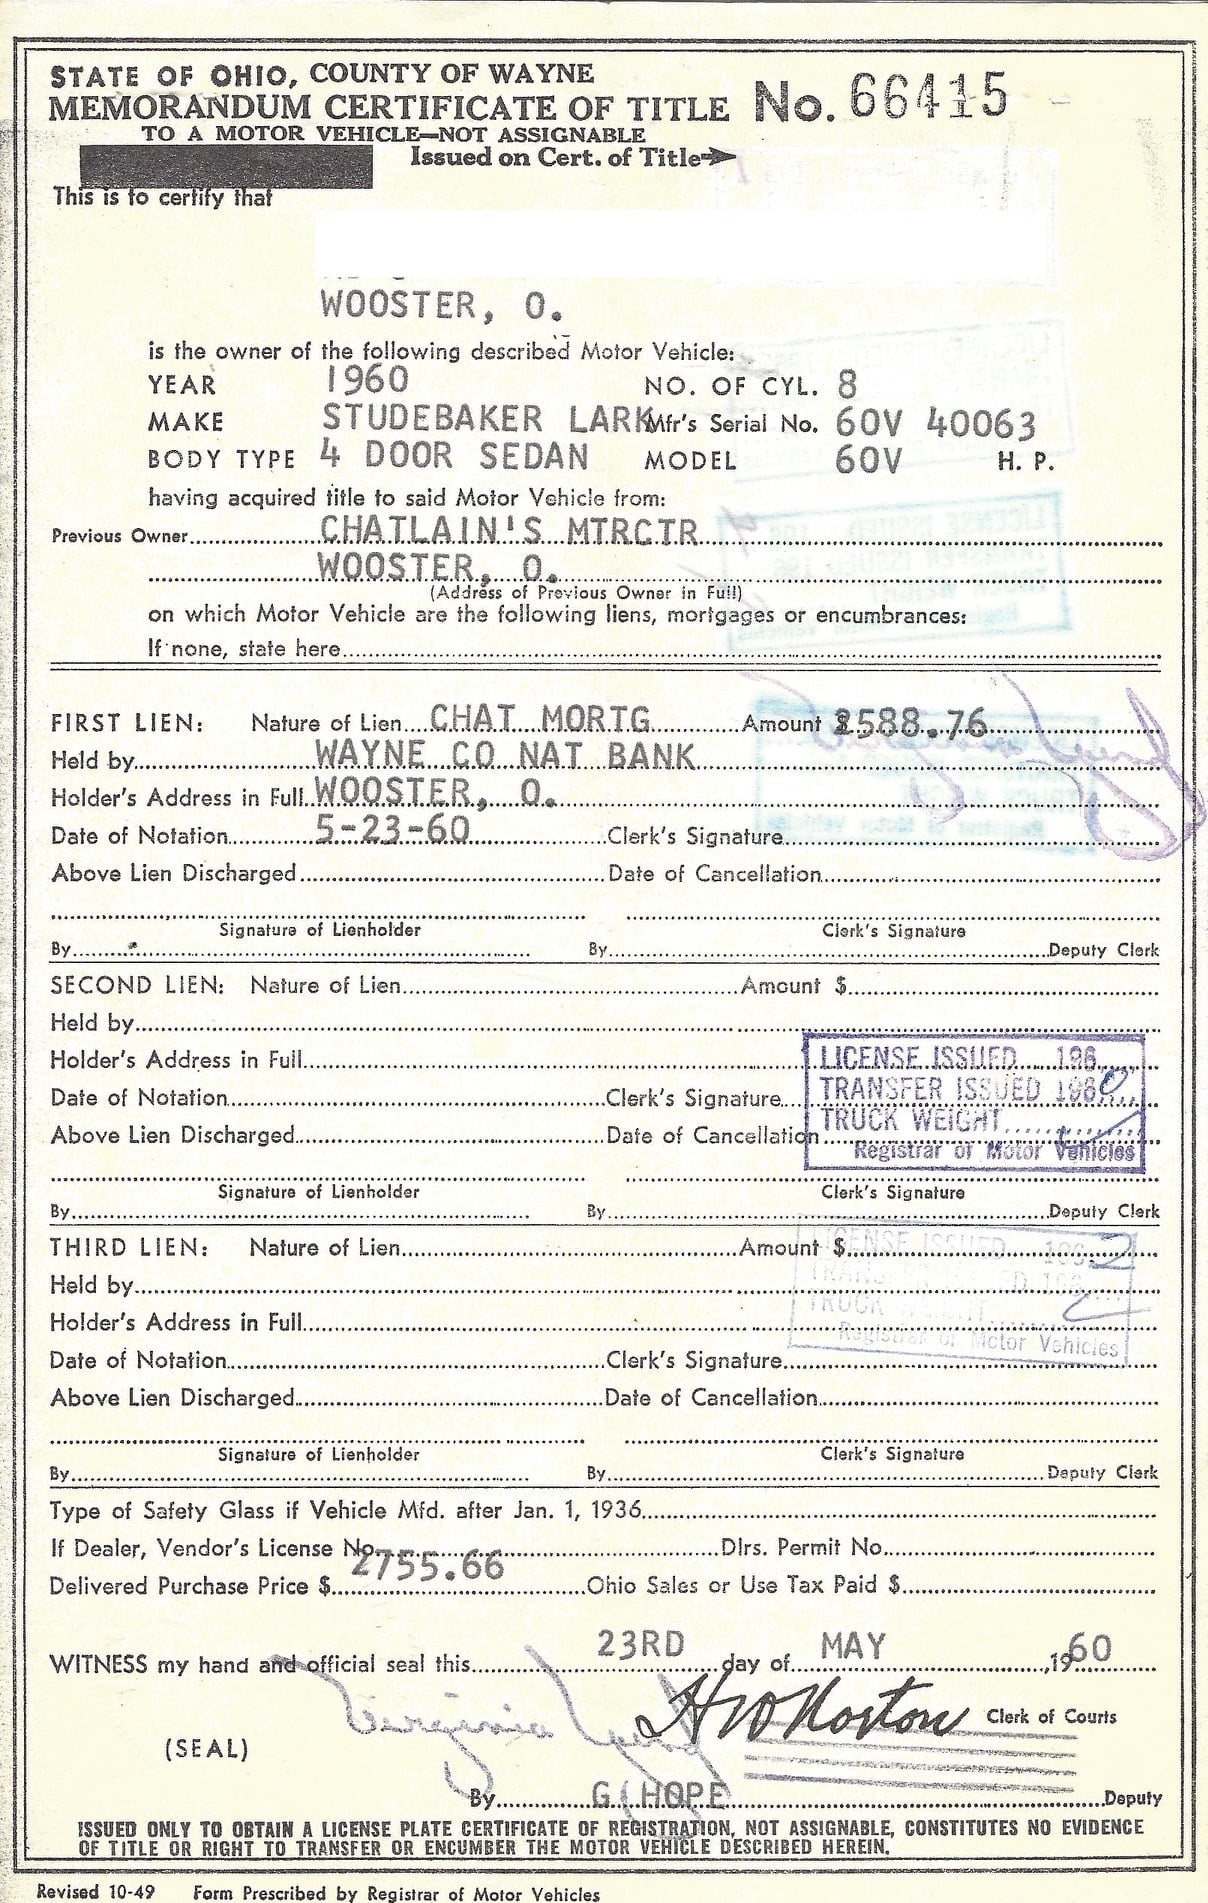 STATE OF OHIO, COUNTY OF WAYNE
MEMORANDUM CERTIFICATE OF TITLE No. 66415
TO A MOTOR VEHICLE—NOT ASSIGNABLE
Issued on Cert. of Title→
This is to certify that
WOOSTER, O.
is the owner of the following described Motor Vehicle:
YEAR 1960 NO. OF CYL. 8
MAKE STUDEBAKER LARK Mfr's Serial No. 60V 40063
BODY TYPE 4 DOOR SEDAN MODEL 60V H. P.
having acquired title to said Motor Vehicle from:
Previous Owner CHATLAIN'S MTRCTR
WOOSTER, O.
(Address of Previous Owner in Full)
on which Motor Vehicle are the following liens, mortgages or encumbrances:
If none, state here
FIRST LIEN: Nature of Lien CHAT MORTG Amount $588.76
Held by WAYNE CO NAT BANK
Holder's Address in Full WOOSTER, O.
Date of Notation 5-23-60 Clerk's Signature
Above Lien Discharged Date of Cancellation
Signature of Lienholder Clerk's Signature
By By Deputy Clerk
SECOND LIEN: Nature of Lien Amount $
Held by
Holder's Address in Full
Date of Notation Clerk's Signature
Above Lien Discharged Date of Cancellation
LICENSE ISSUED 196
TRANSFER ISSUED 1960
TRUCK WEIGHT
Registrar of Motor Vehicles
Signature of Lienholder Clerk's Signature
By By Deputy Clerk
THIRD LIEN: Nature of Lien Amount $
Held by
Holder's Address in Full
Date of Notation Clerk's Signature
Above Lien Discharged Date of Cancellation
LICENSE ISSUED 1962
TRANSFER ISSUED 196
TRUCK WEIGHT
Registrar of Motor Vehicles
Signature of Lienholder Clerk's Signature
By By Deputy Clerk
Type of Safety Glass if Vehicle Mfd. after Jan. 1, 1936
If Dealer, Vendor's License No. Dlrs. Permit No.
Delivered Purchase Price $ 2755.66 Ohio Sales or Use Tax Paid $
WITNESS my hand and official seal this 23RD day of MAY, 1960
H W Norton Clerk of Courts
(SEAL)
By G HOPE Deputy
ISSUED ONLY TO OBTAIN A LICENSE PLATE CERTIFICATE OF REGISTRATION, NOT ASSIGNABLE, CONSTITUTES NO EVIDENCE
OF TITLE OR RIGHT TO TRANSFER OR ENCUMBER THE MOTOR VEHICLE DESCRIBED HEREIN.
Revised 10-49 Form Prescribed by Registrar of Motor Vehicles